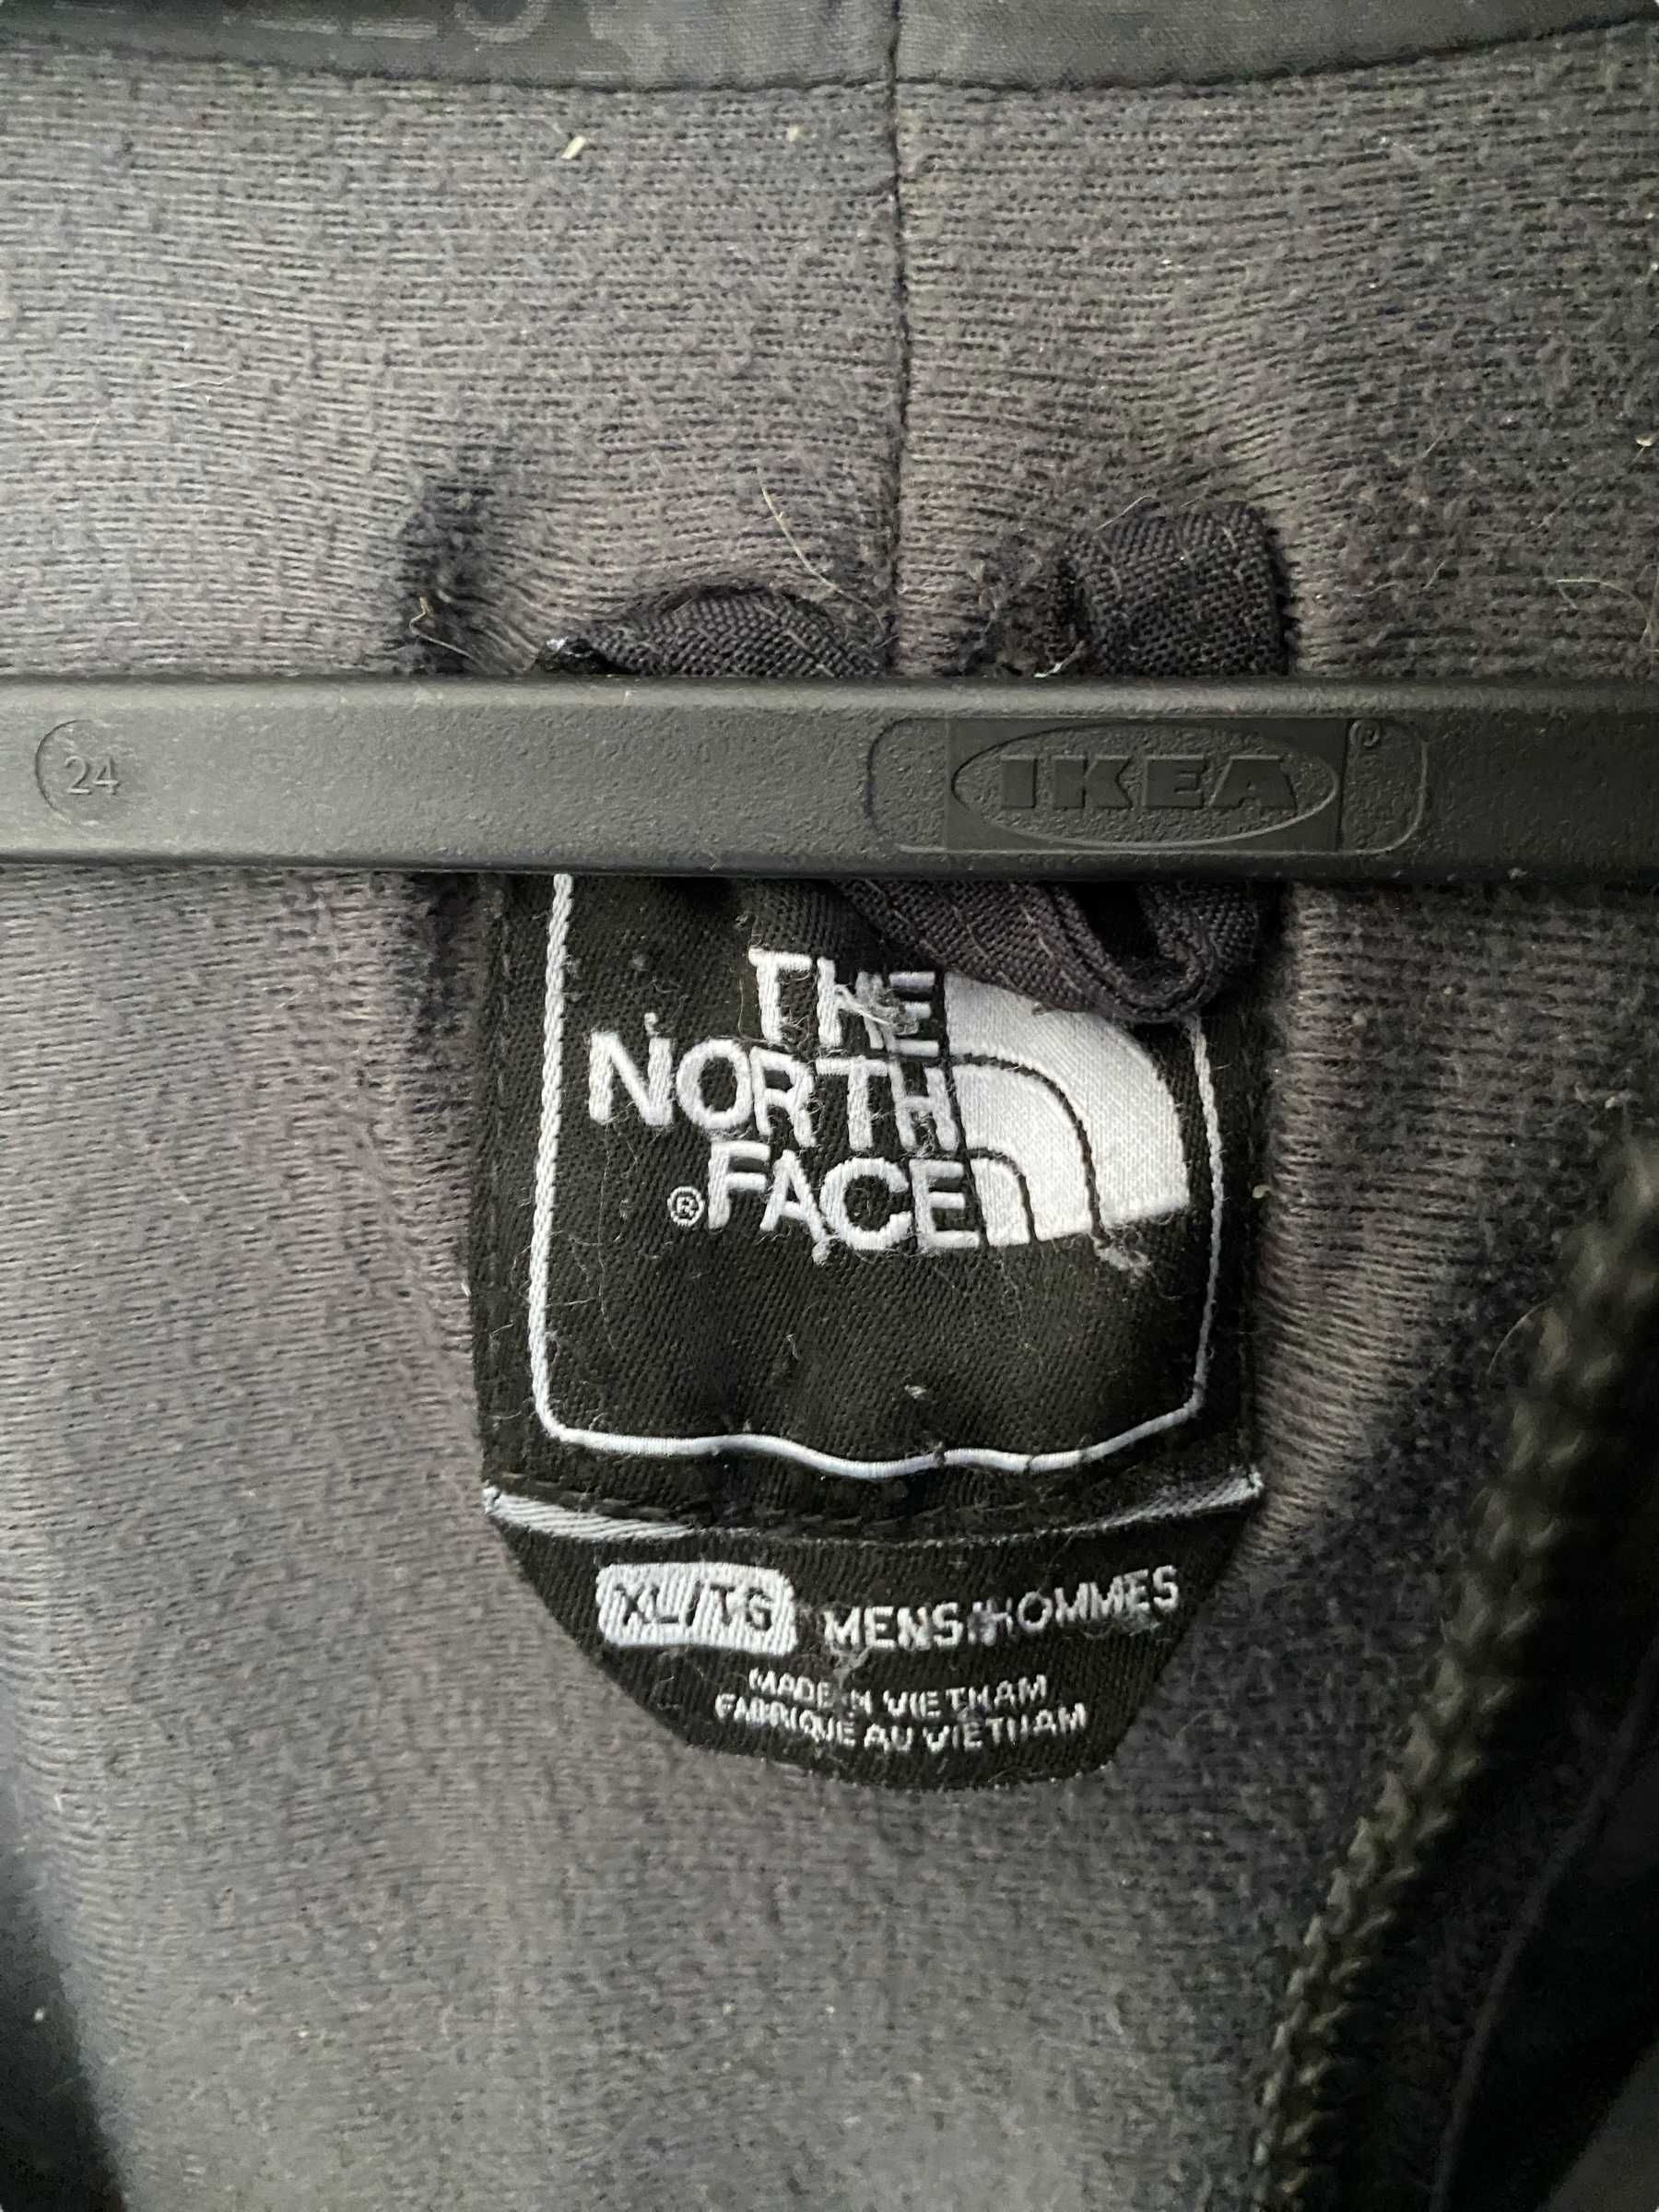 24
IKEA
®
THE
NORTH
®FACE
XL/TG MENS/HOMMES
MADE IN VIETNAM
FABRIQUE AU VIETNAM